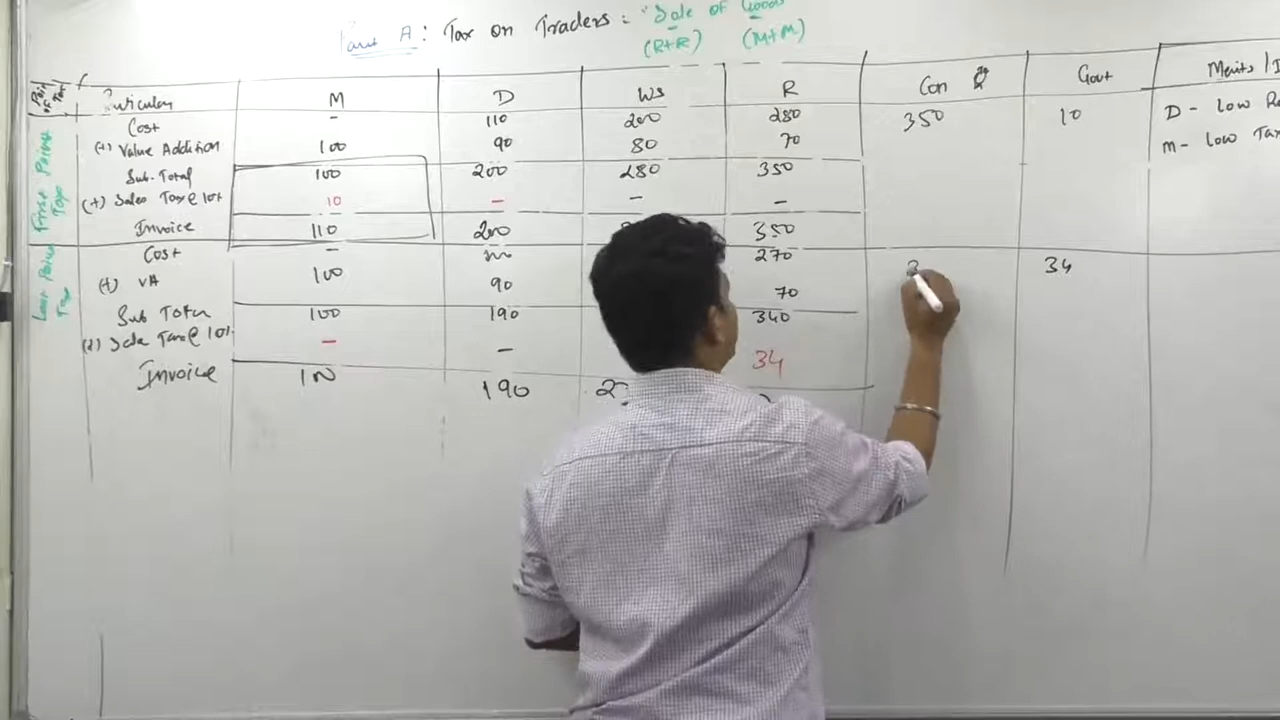 Part A: Tax on Traders: "Sale of Goods
(R+R) (M+M)
M D WS R Con Govt Merits / D
Cost - 110 200 280 350 10 D - Low
(+) Value Addition 100 90 80 70 M - Low Tax
First Point Tax
Sub-Total 100 200 280 350
(+) Sales Tax @ 10% 10 - - -
Invoice 110 200 350
Cost - 100 270 3 34
Last Point Tax
(+) VA 100 90 70
Sub Total 100 190 340
Sale Tax @ 10% - - 34
Invoice 100 190 2